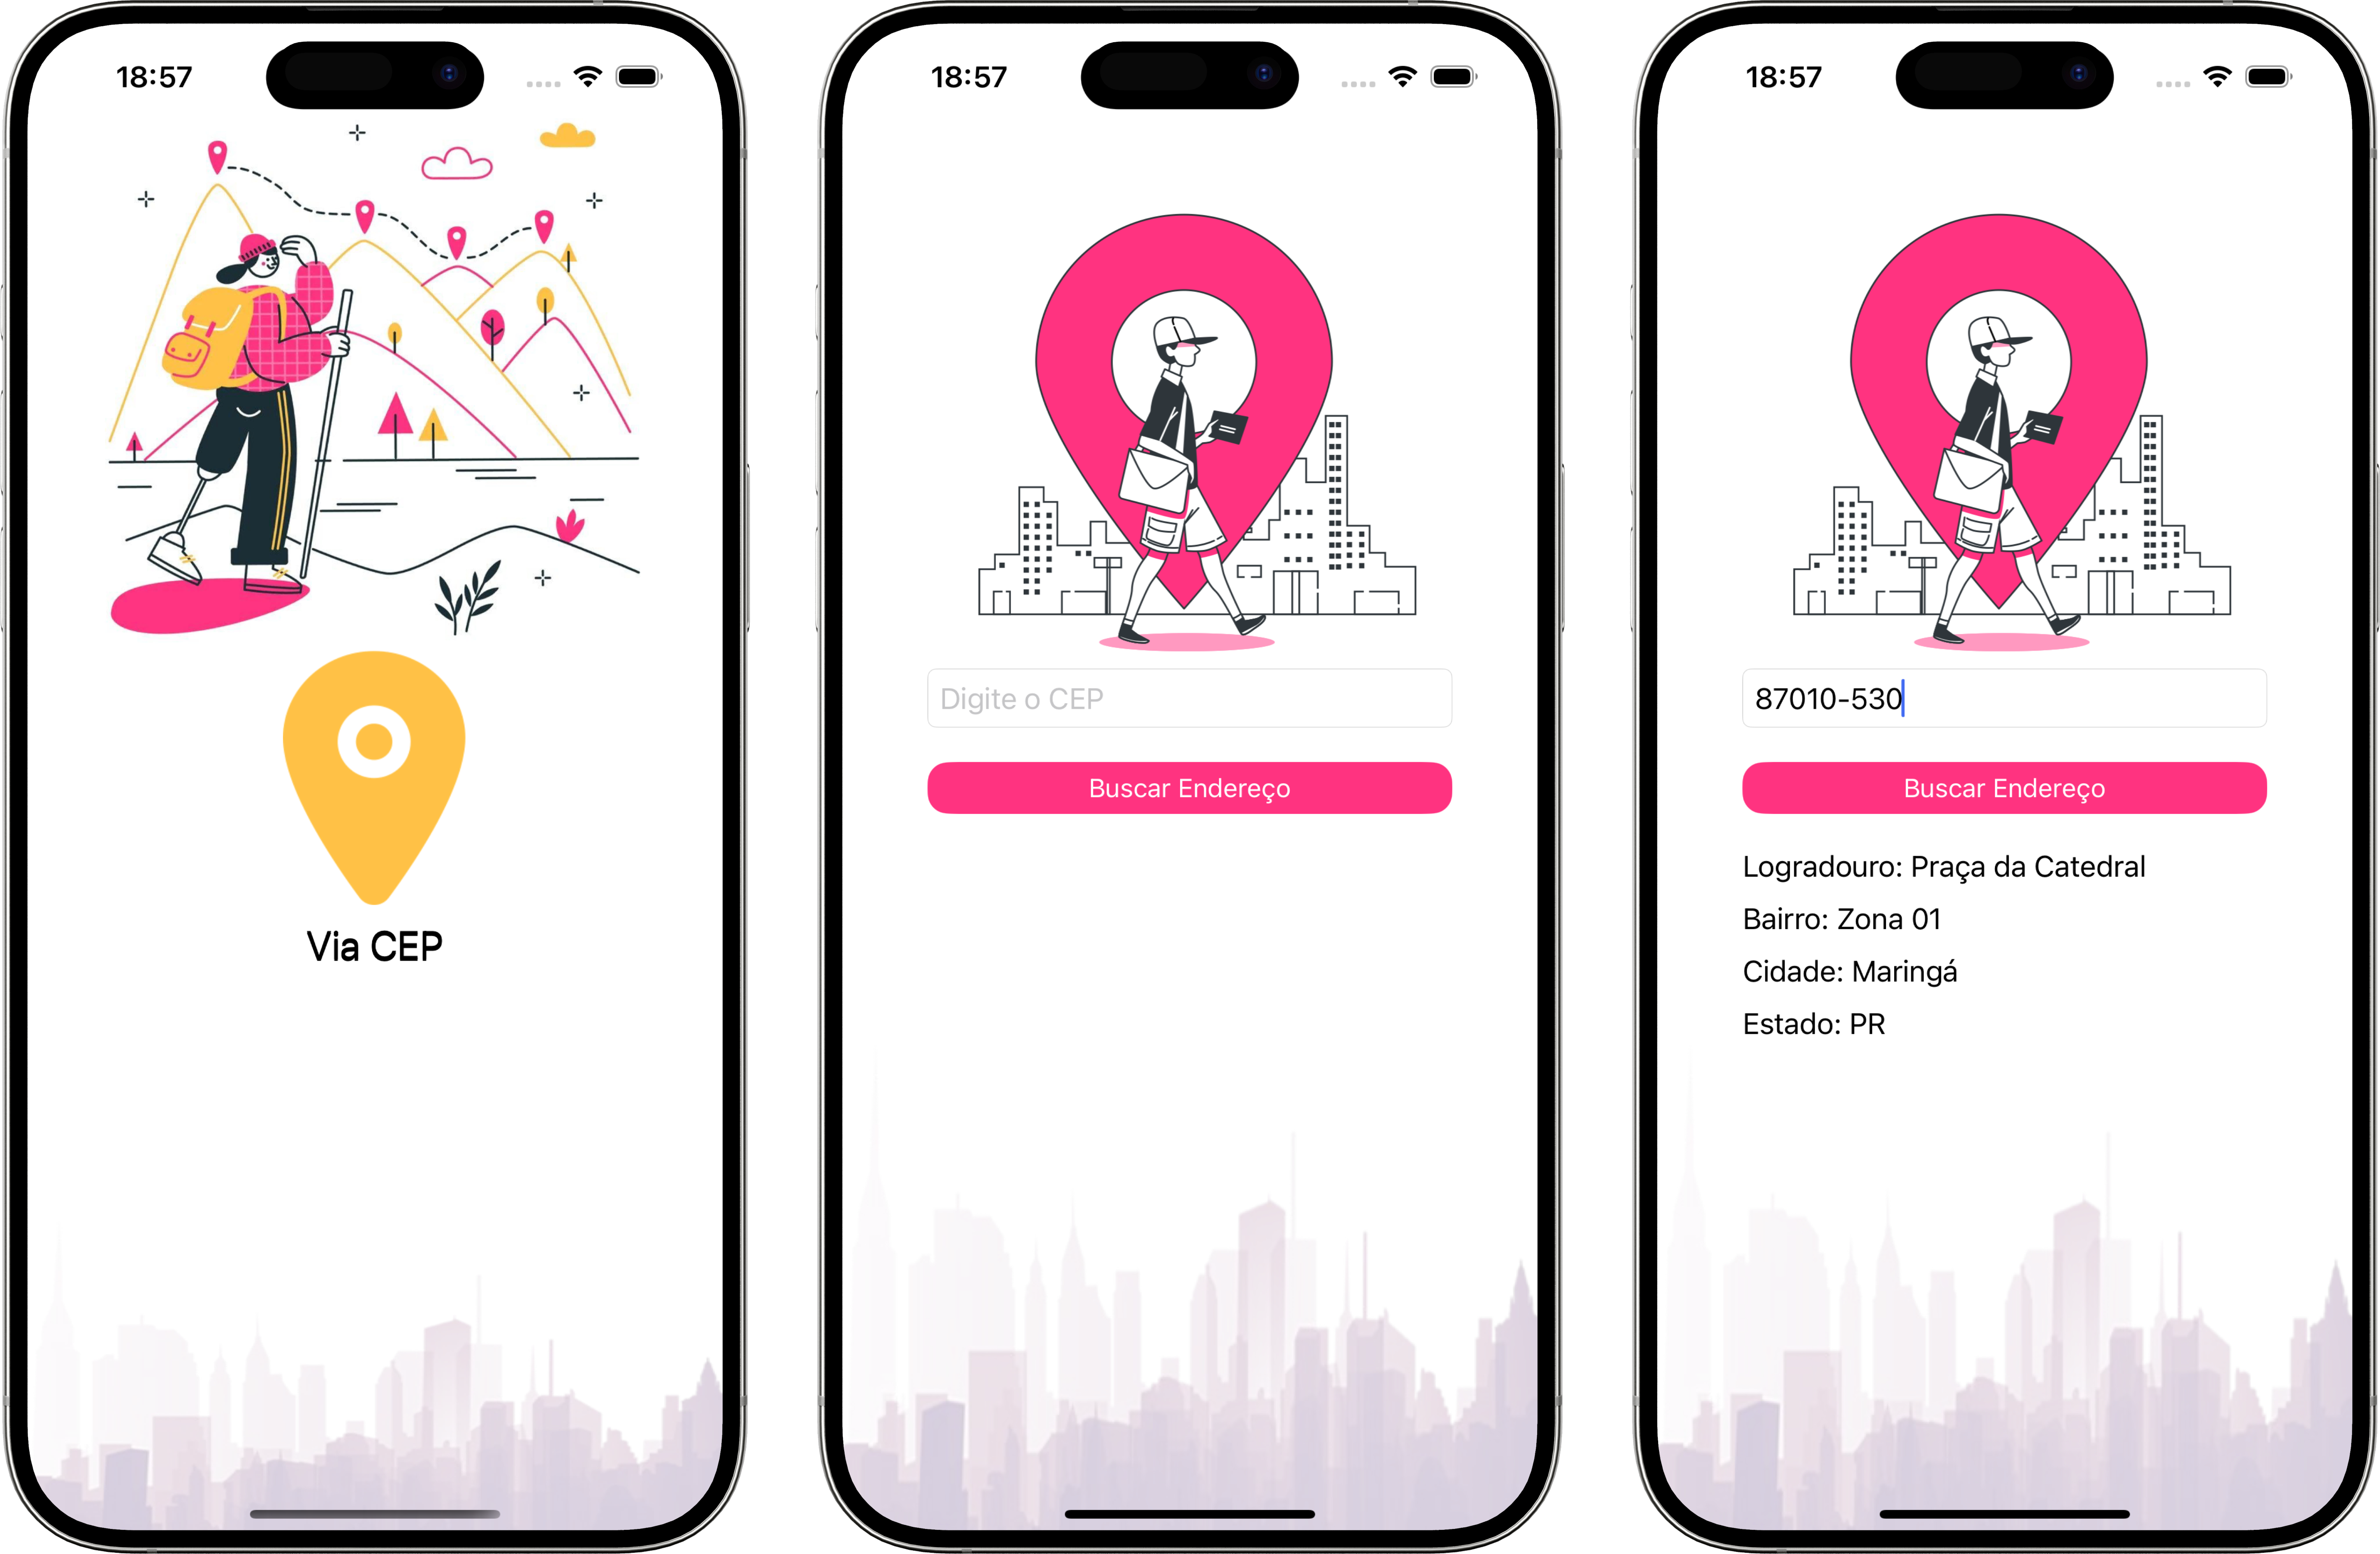 18:57
Via CEP
18:57
Digite o CEP
Buscar Endereço
18:57
87010-530
Buscar Endereço
Logradouro: Praça da Catedral
Bairro: Zona 01
Cidade: Maringá
Estado: PR